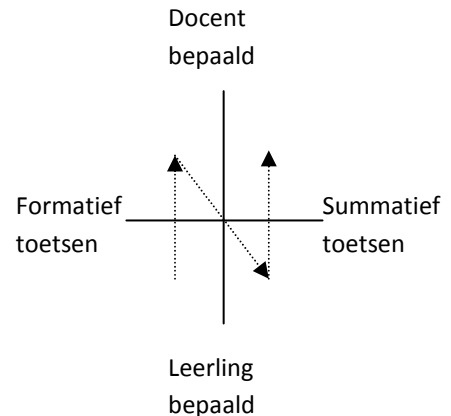 Docent
bepaald
Formatief
toetsen
Summatief
toetsen
Leerling
bepaald